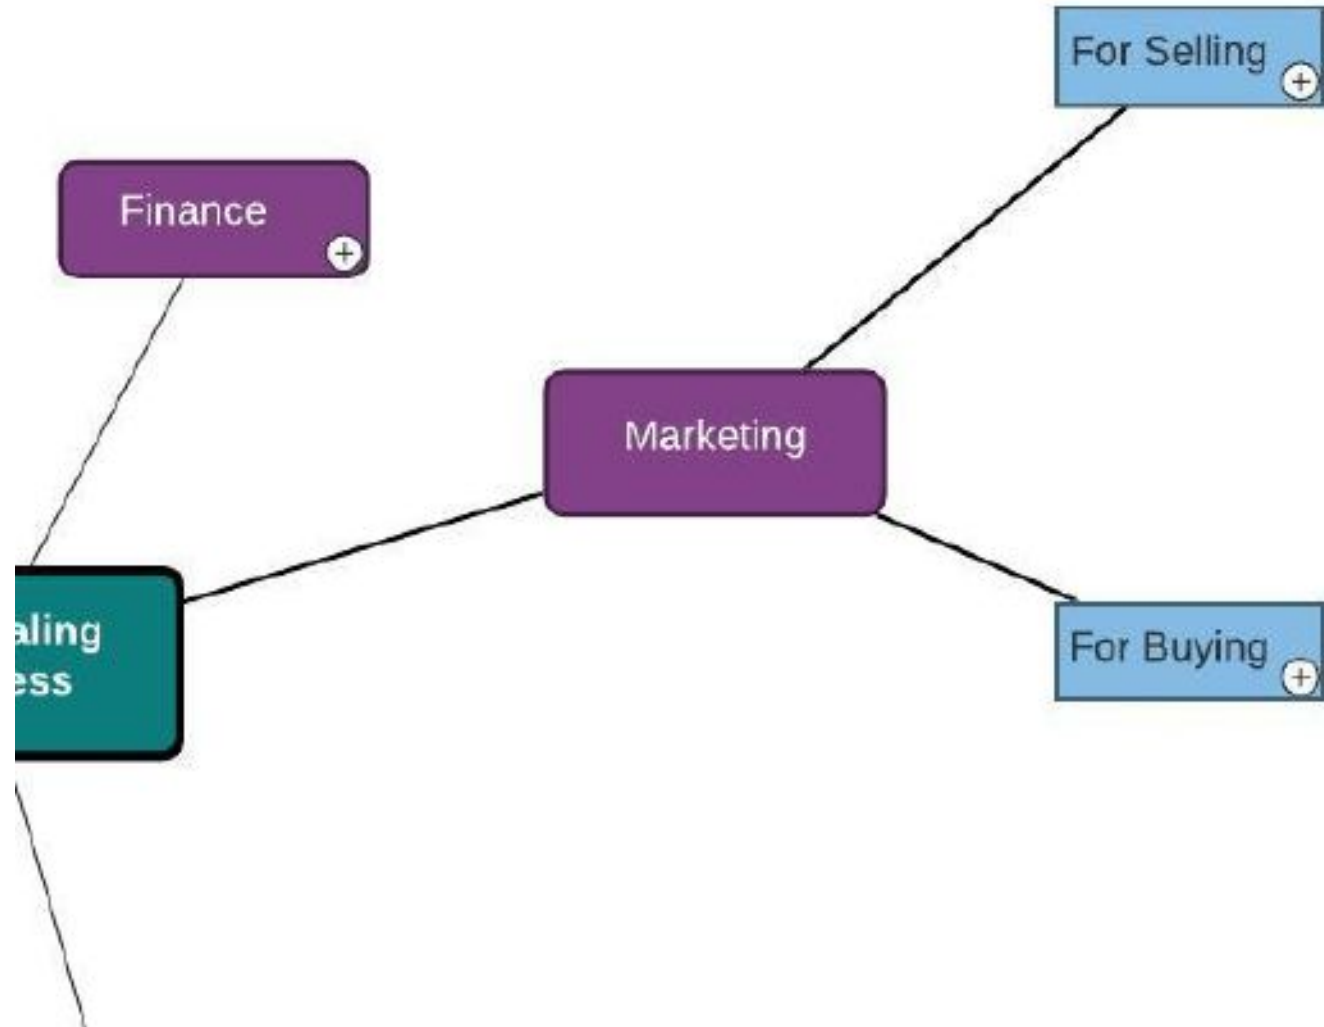 For Selling
Finance
Marketing
aling
ess
For Buying